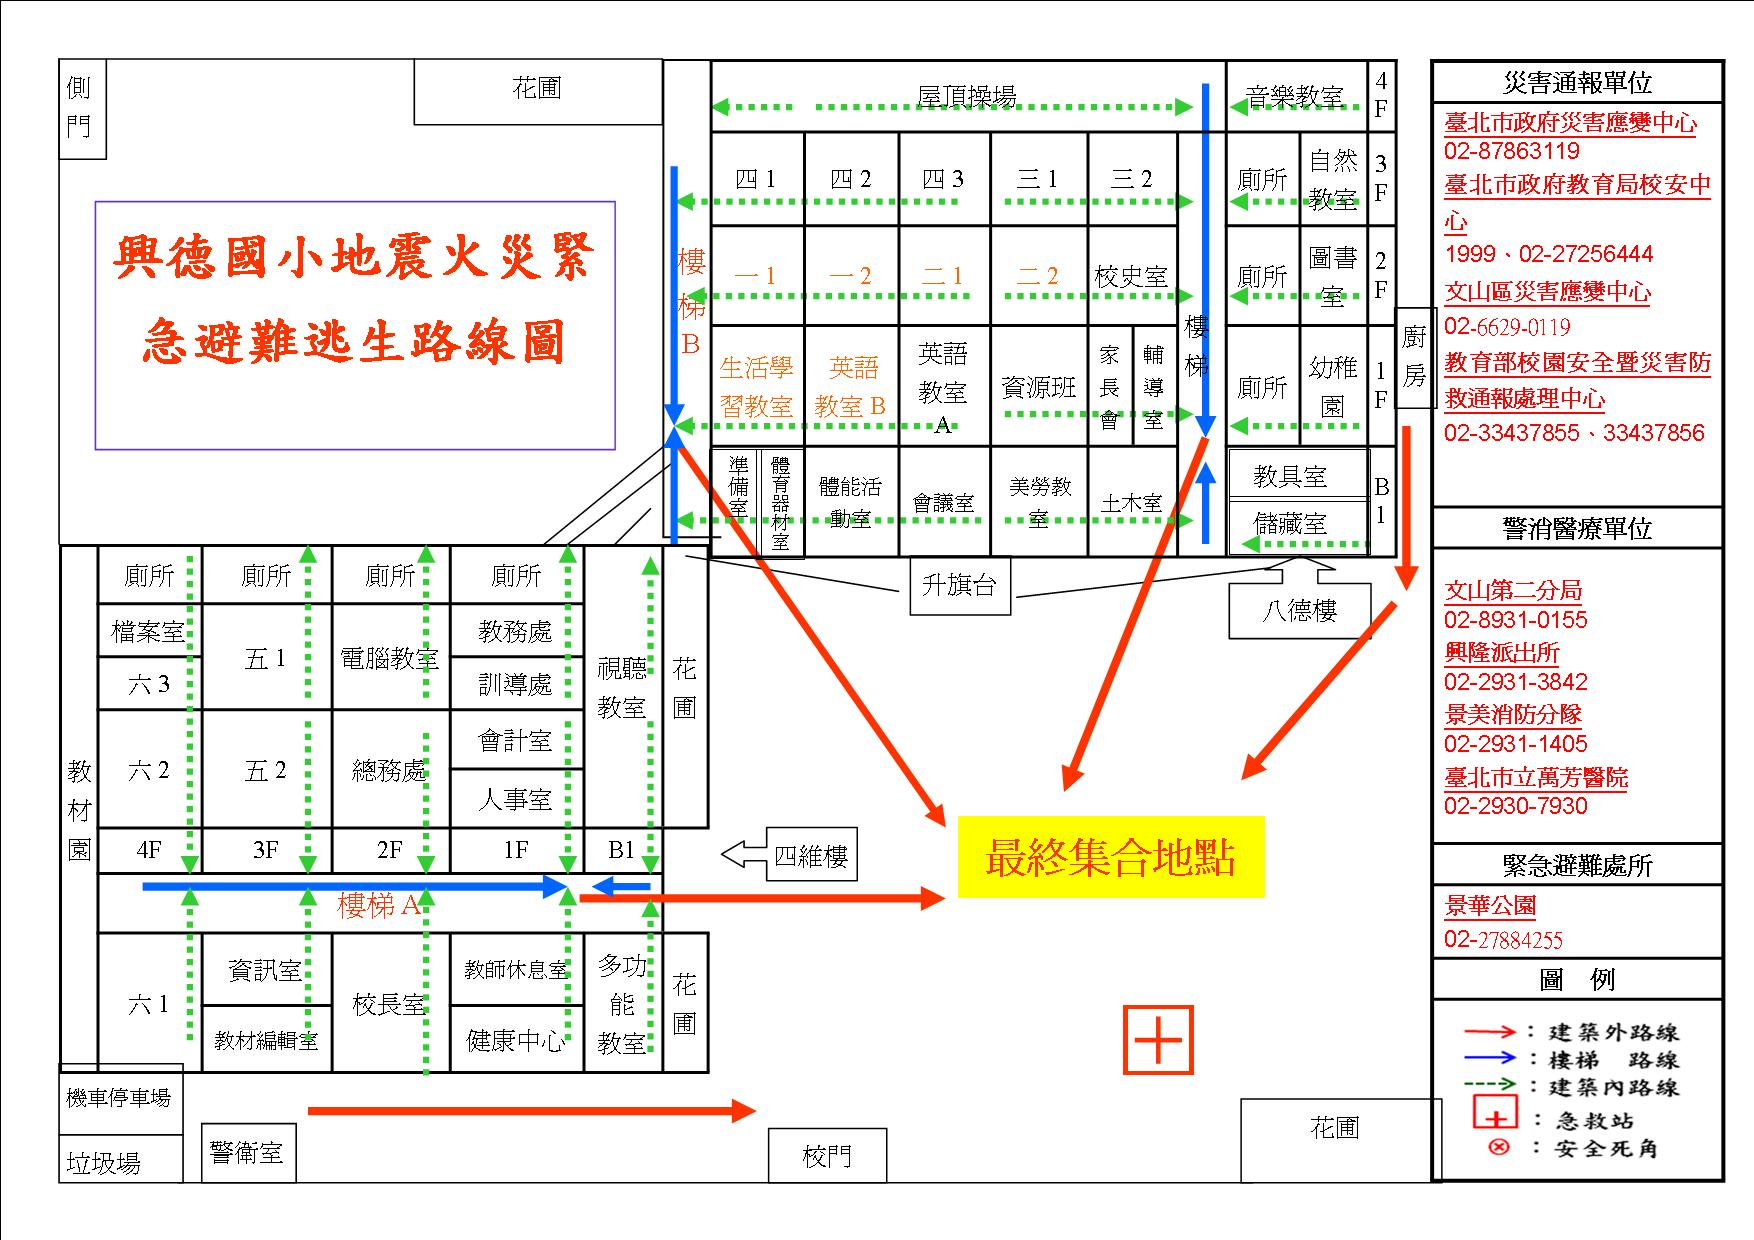 側
門
花圃
興德國小地震火災緊
急避難逃生路線圖
屋頂操場
音樂教室
4
F
四 1
四 2
四 3
三 1
三 2
廁所
自然
教室
3
F
樓
梯
B
一 1
一 2
二 1
二 2
校史室
廁所
圖書
室
2
F
生活學
習教室
英語
教室 B
英語
教室
A
資源班
家
長
會
輔
導
室
樓
梯
廁所
幼稚
園
1
F
廚
房
準
備
室
體
育
器
材
室
體能活
動室
會議室
美勞教
室
土木室
教具室
儲藏室
B
1
升旗台
八德樓
教
材
園
廁所
廁所
廁所
廁所
檔案室
六 3
五 1
電腦教室
教務處
訓導處
視聽
教室
花
圃
六 2
五 2
總務處
會計室
人事室
4F
3F
2F
1F
B1
四維樓
最終集合地點
樓梯 A
六 1
資訊室
教材編輯室
校長室
教師休息室
健康中心
多功
能
教室
花
圃
機車停車場
垃圾場
警衛室
校門
花圃
災害通報單位
臺北市政府災害應變中心
02-87863119
臺北市政府教育局校安中
心
1999、02-27256444
文山區災害應變中心
02-6629-0119
教育部校園安全暨災害防
救通報處理中心
02-33437855、33437856
警消醫療單位
文山第二分局
02-8931-0155
興隆派出所
02-2931-3842
景美消防分隊
02-2931-1405
臺北市立萬芳醫院
02-2930-7930
緊急避難處所
景華公園
02-27884255
圖 例
：建築外路線
：樓梯 路線
：建築內路線
：急救站
：安全死角